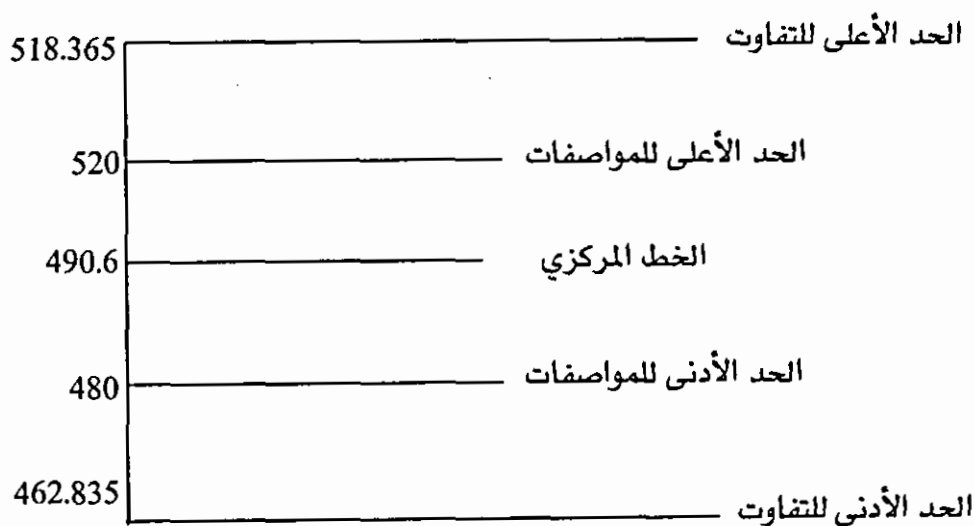 518.365 الحد الأعلى للتفاوت
520 الحد الأعلى للمواصفات
490.6 الخط المركزي
480 الحد الأدنى للمواصفات
462.835 الحد الأدنى للتفاوت